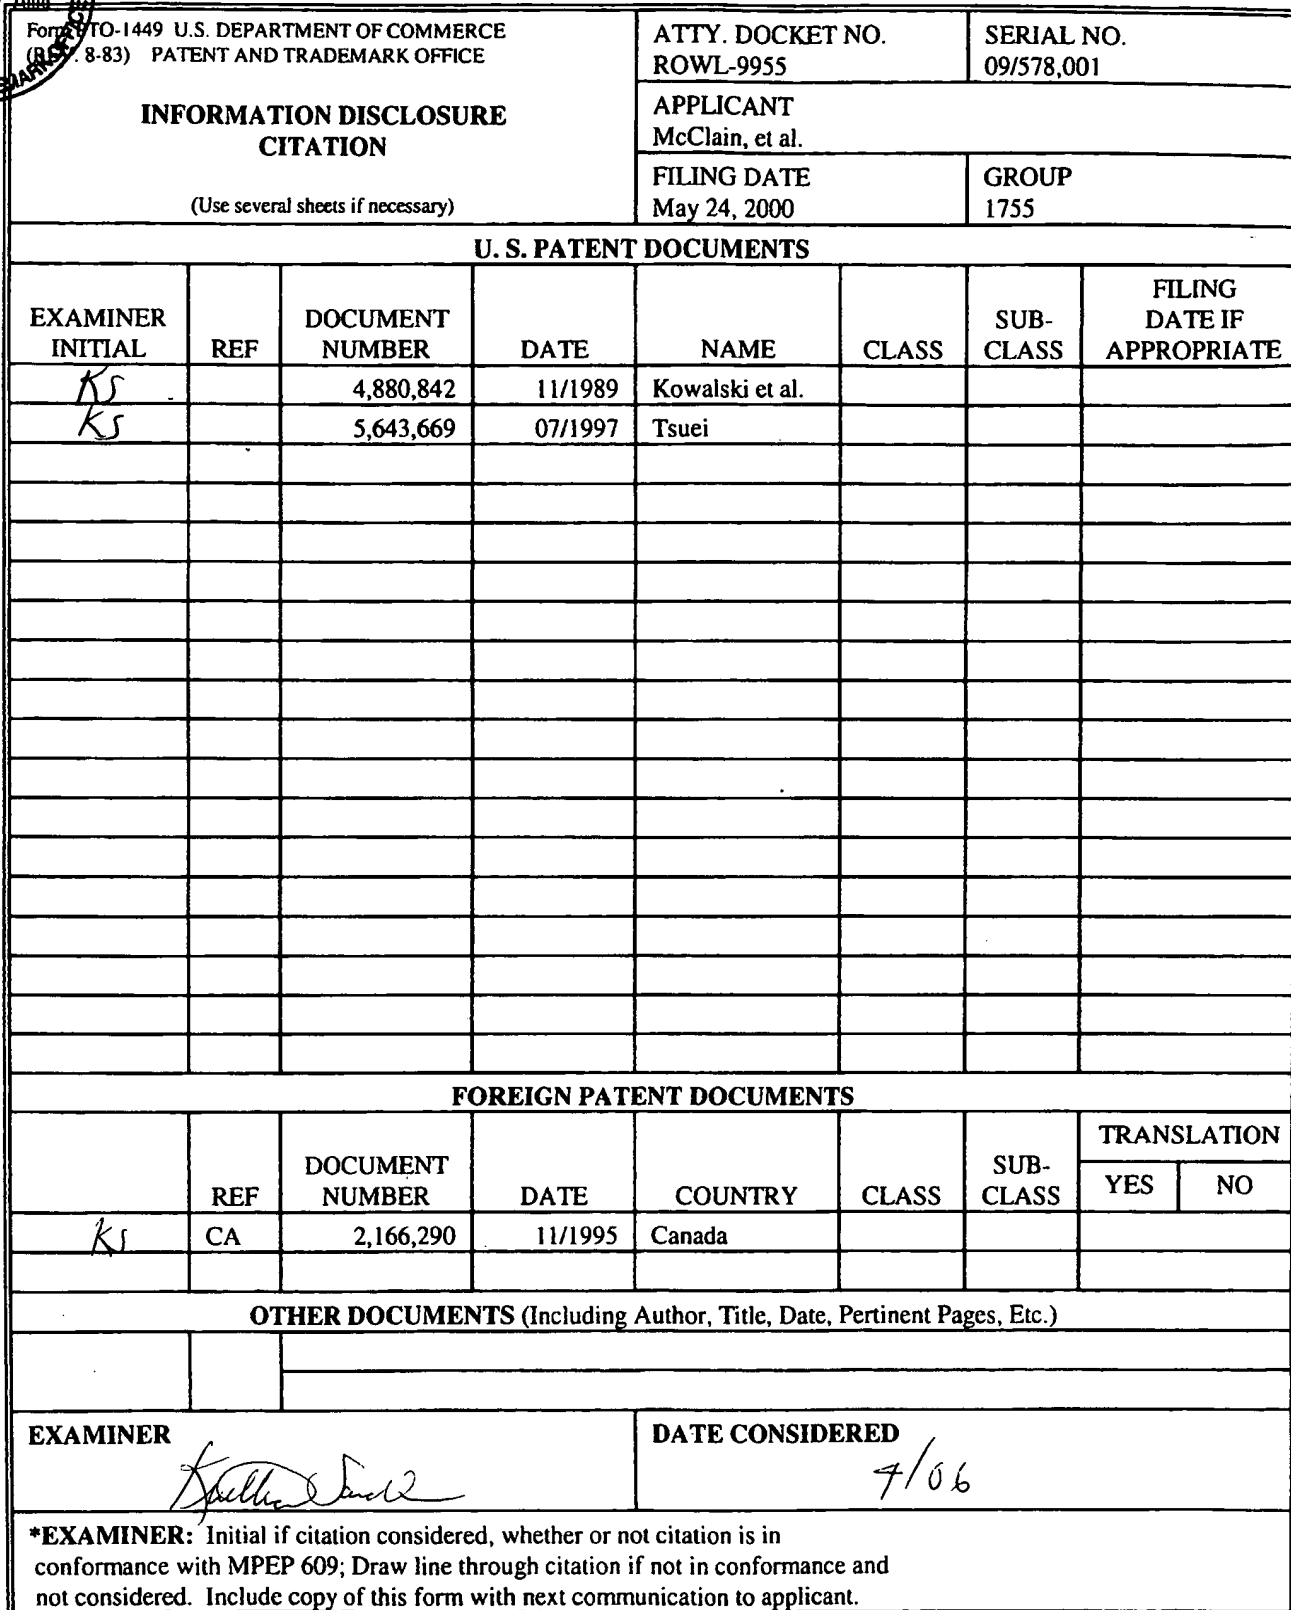 Form PTO-1449 U.S. DEPARTMENT OF COMMERCE
8-83) PATENT AND TRADEMARK OFFICE
INFORMATION DISCLOSURE
CITATION
(Use several sheets if necessary)
ATTY. DOCKET NO.
ROWL-9955
SERIAL NO.
09/578,001
APPLICANT
McClain, et al.
FILING DATE
May 24, 2000
GROUP
1755
U. S. PATENT DOCUMENTS
EXAMINER INITIAL REF DOCUMENT NUMBER DATE NAME CLASS SUB-CLASS FILING DATE IF APPROPRIATE
KS 4,880,842 11/1989 Kowalski et al.
KS 5,643,669 07/1997 Tsuei
FOREIGN PATENT DOCUMENTS
REF DOCUMENT NUMBER DATE COUNTRY CLASS SUB-CLASS TRANSLATION
YES NO
KS CA 2,166,290 11/1995 Canada
OTHER DOCUMENTS (Including Author, Title, Date, Pertinent Pages, Etc.)
EXAMINER
DATE CONSIDERED
/06
*EXAMINER: Initial if citation considered, whether or not citation is in
conformance with MPEP 609; Draw line through citation if not in conformance and
not considered. Include copy of this form with next communication to applicant.